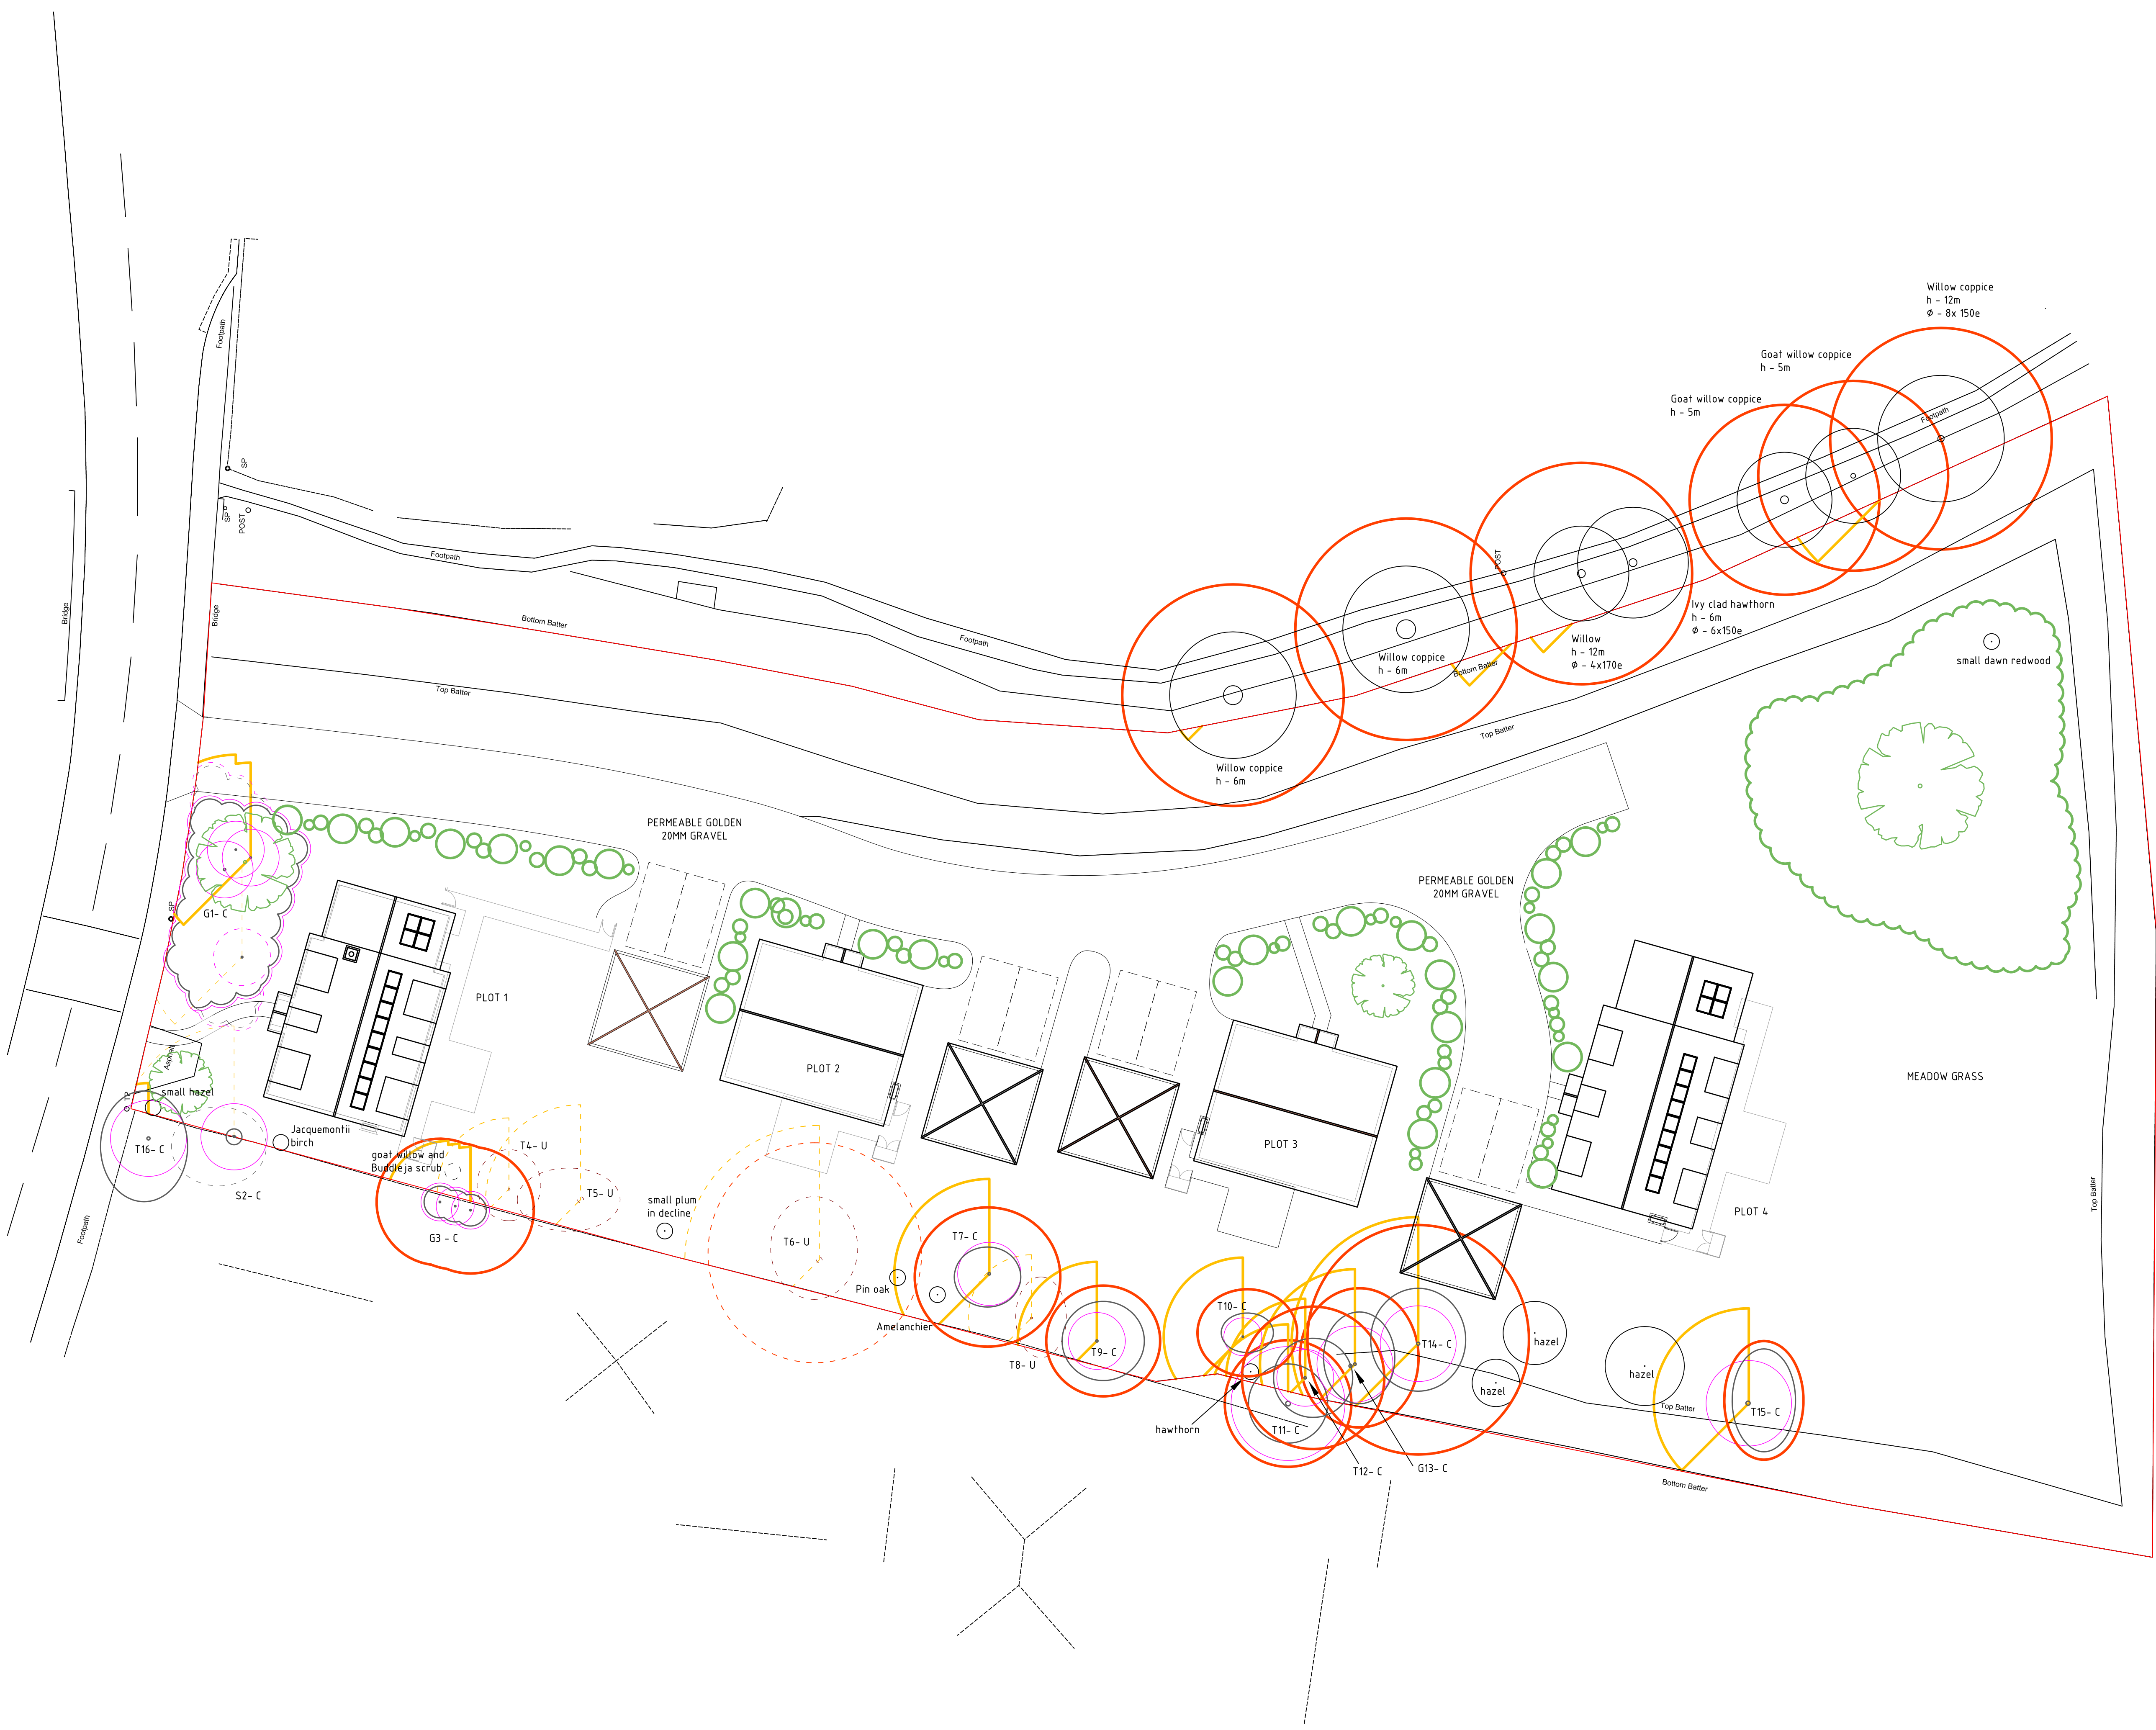 Willow coppice
h - 12m
Ø - 8x 150e
Goat willow coppice
h - 5m
Goat willow coppice
h - 5m
Footpath
Footpath
SP
SP
POST
Footpath
POST
Bridge
Bridge
Bottom Batter
Footpath
Ivy clad hawthorn
h - 6m
Ø - 6x150e
Willow
h - 12m
Ø - 4x170e
Willow coppice
h - 6m
Bottom Batter
small dawn redwood
Top Batter
Top Batter
Willow coppice
h - 6m
PERMEABLE GOLDEN
20MM GRAVEL
PERMEABLE GOLDEN
20MM GRAVEL
SP
G1- C
PLOT 1
PLOT 2
Asphalt
MEADOW GRASS
small hazel
TP
T16- C
Jacquemontii
birch
goat willow and
Buddleja scrub
T4- U
PLOT 3
S2- C
T5- U
small plum
in decline
Top Batter
PLOT 4
Footpath
G3 - C
T6- U
T7- C
Pin oak
Amelanchier
T10- C
T8- U
T9- C
T14- C
hazel
hazel
hazel
Top Batter
T15- C
hawthorn
T11- C
T12- C
G13- C
Bottom Batter